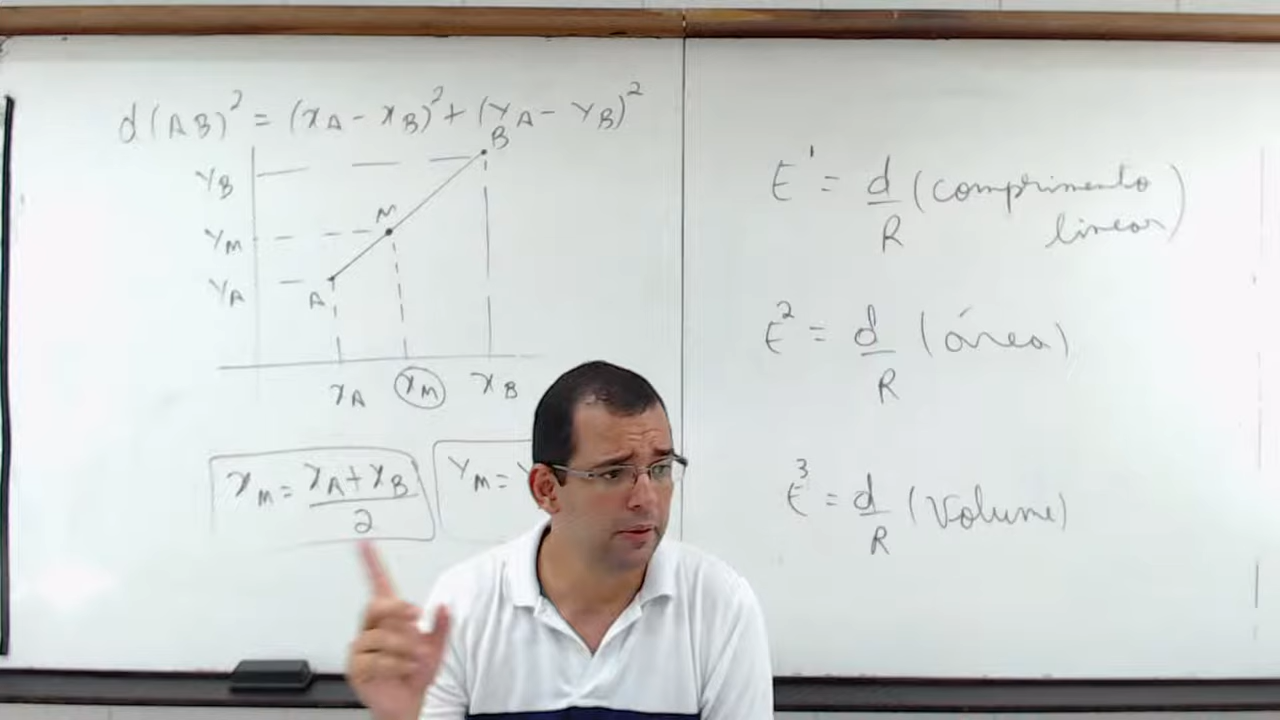 d(AB)² = (xA - xB)² + (yA - yB)²
B
yB
M
yM
yA
A
xA xM xB
xM = xA + xB / 2
yM =
E¹ = d/R (comprimento
linear)
E² = d/R (área)
E³ = d/R (Volume)